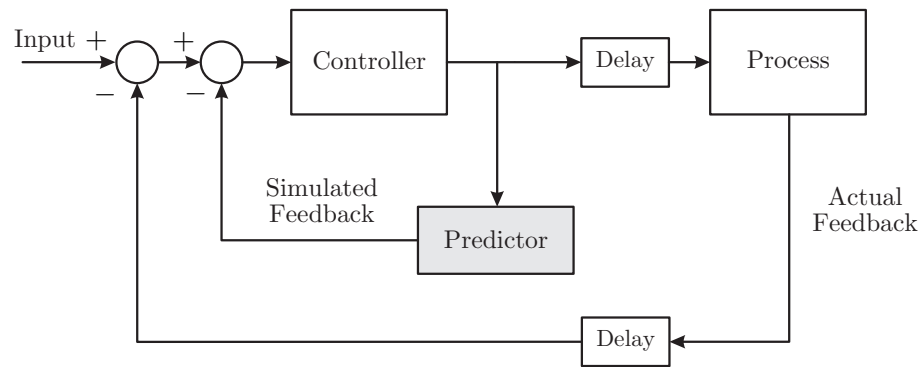 Input +
+
Controller
Delay
Process
−
−
Simulated
Feedback
Actual
Feedback
Predictor
Delay